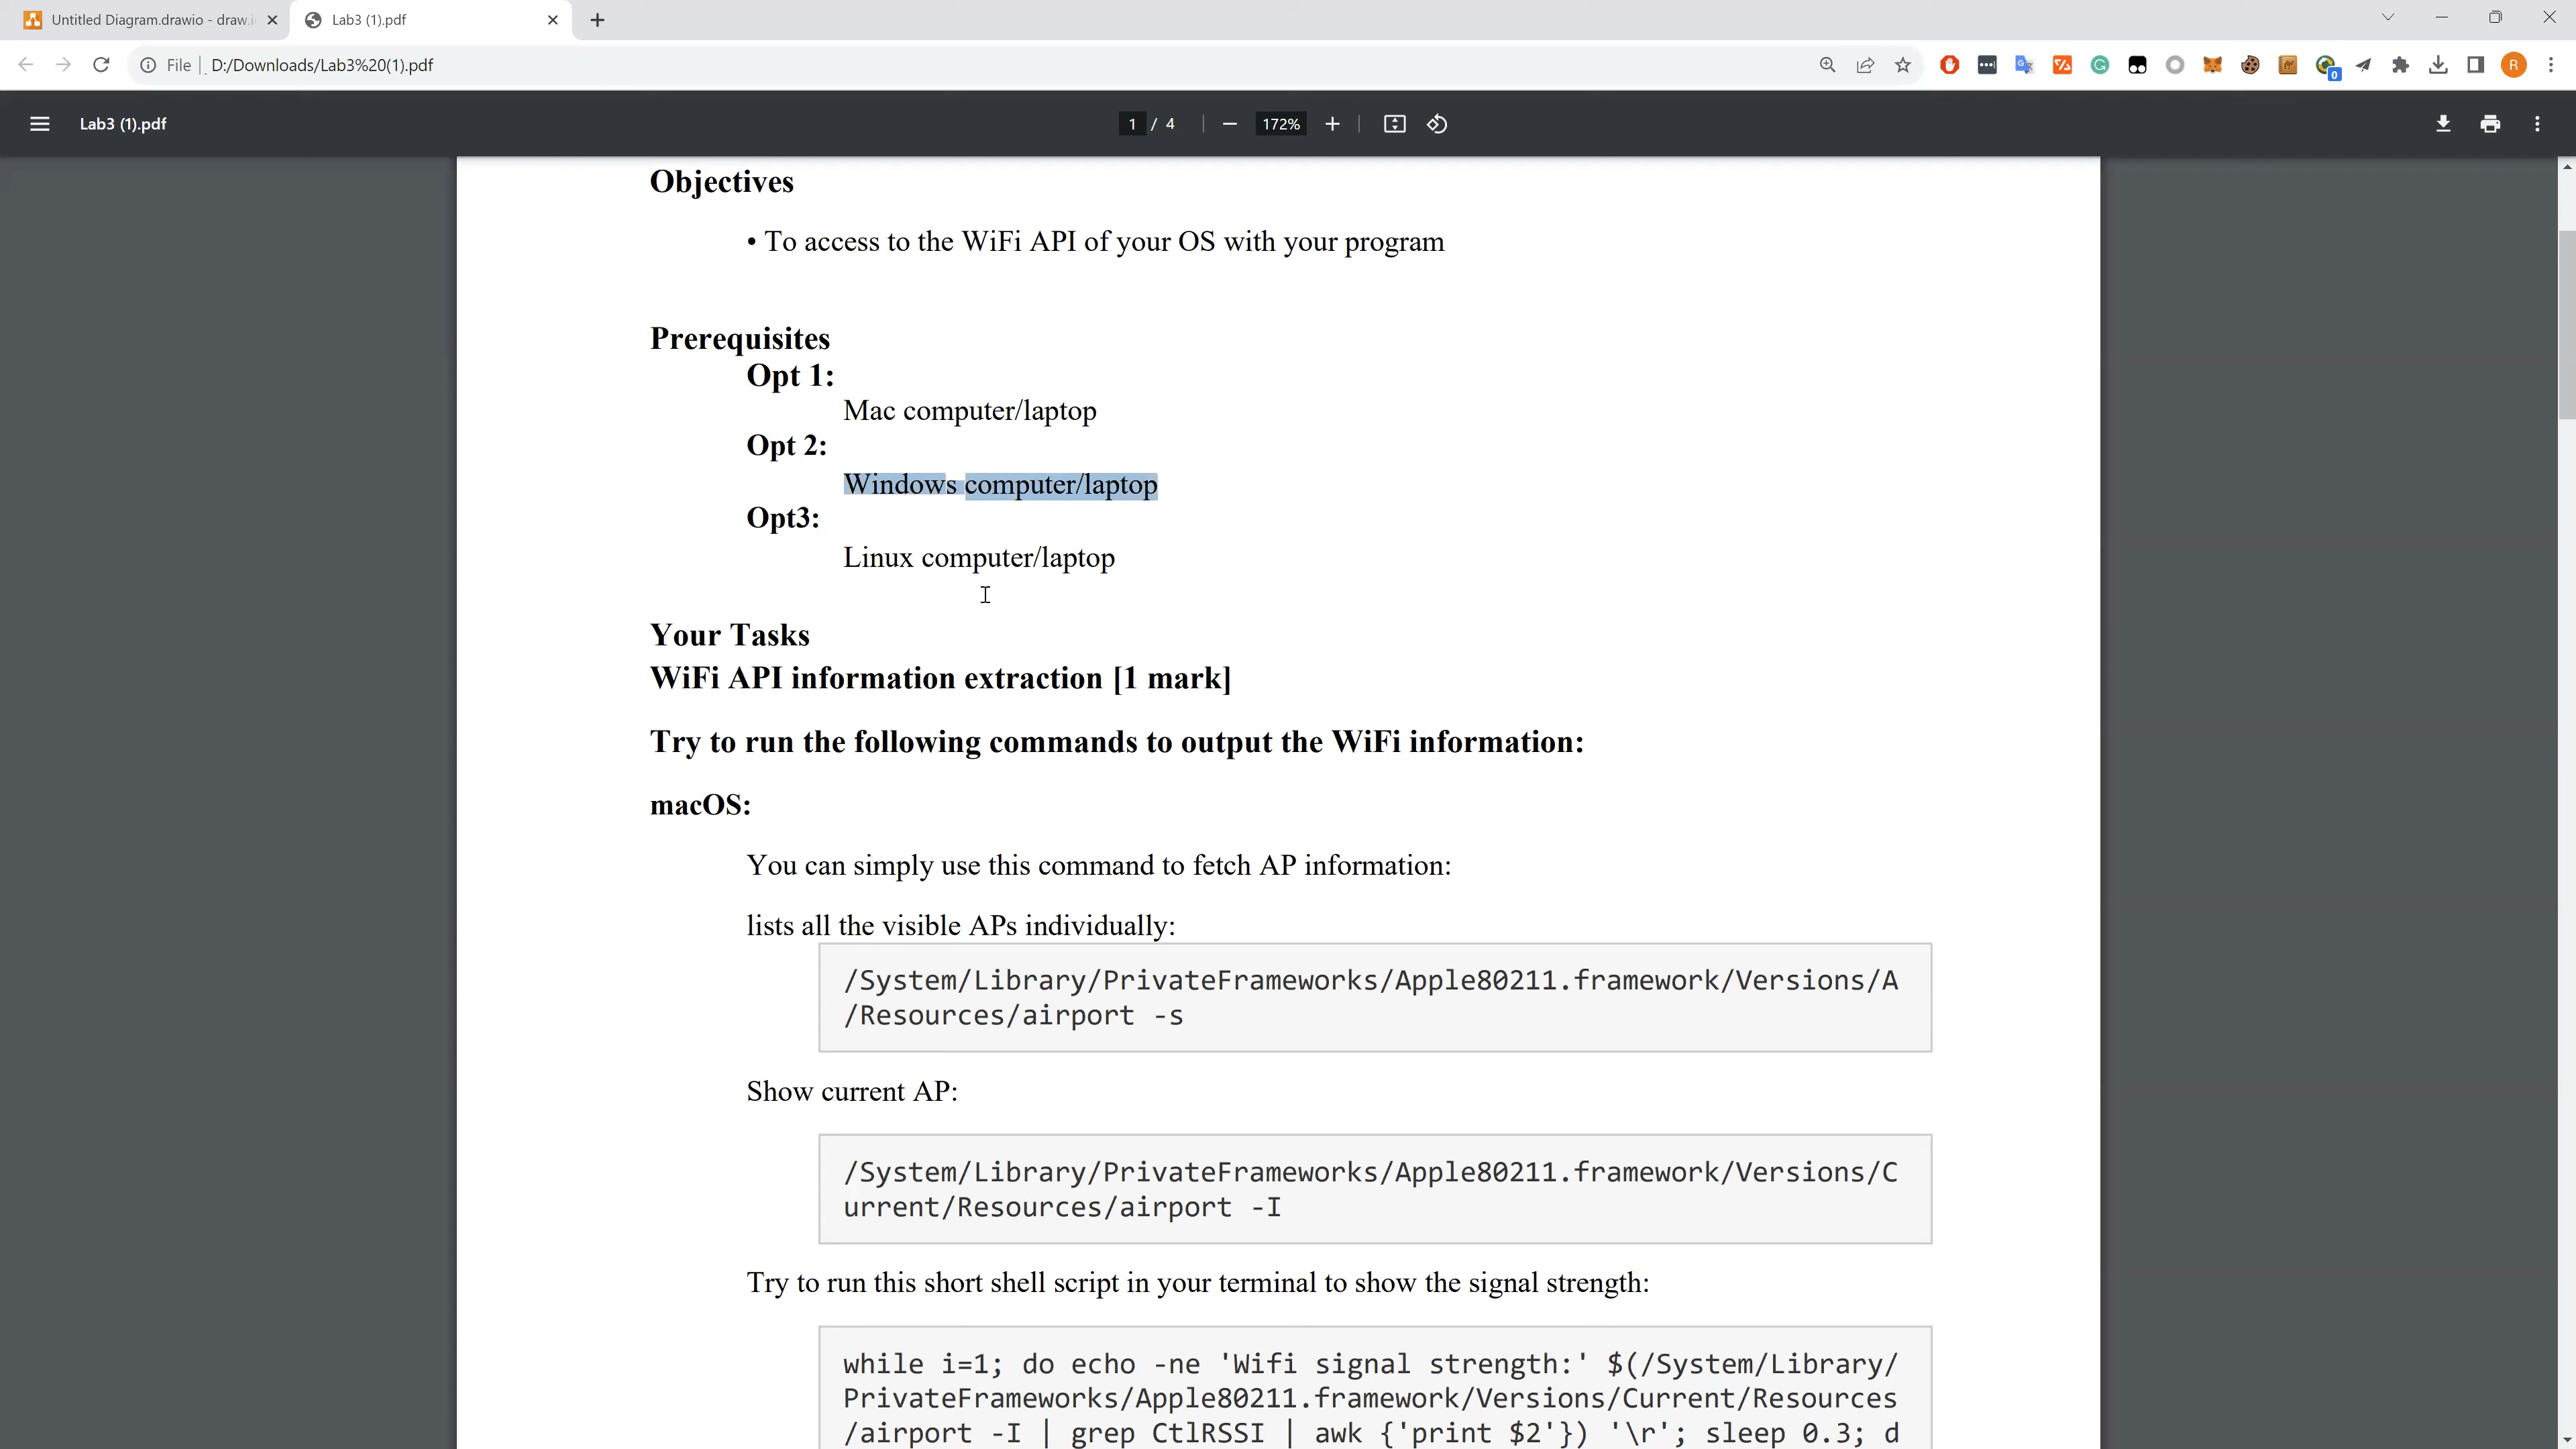 Untitled Diagram.drawio - draw.i
Lab3 (1).pdf
File
D:/Downloads/Lab3%20(1).pdf
0
R
Lab3 (1).pdf
1 / 4
172%
Objectives
• To access to the WiFi API of your OS with your program
Prerequisites
Opt 1:
Mac computer/laptop
Opt 2:
Windows computer/laptop
Opt3:
Linux computer/laptop
Your Tasks
WiFi API information extraction [1 mark]
Try to run the following commands to output the WiFi information:
macOS:
You can simply use this command to fetch AP information:
lists all the visible APs individually:
/System/Library/PrivateFrameworks/Apple80211.framework/Versions/A
/Resources/airport -s
Show current AP:
/System/Library/PrivateFrameworks/Apple80211.framework/Versions/C
urrent/Resources/airport -I
Try to run this short shell script in your terminal to show the signal strength:
while i=1; do echo -ne 'Wifi signal strength:' $(/System/Library/
PrivateFrameworks/Apple80211.framework/Versions/Current/Resources
/airport -I | grep CtlRSSI | awk {'print $2'}) '\r'; sleep 0.3; d